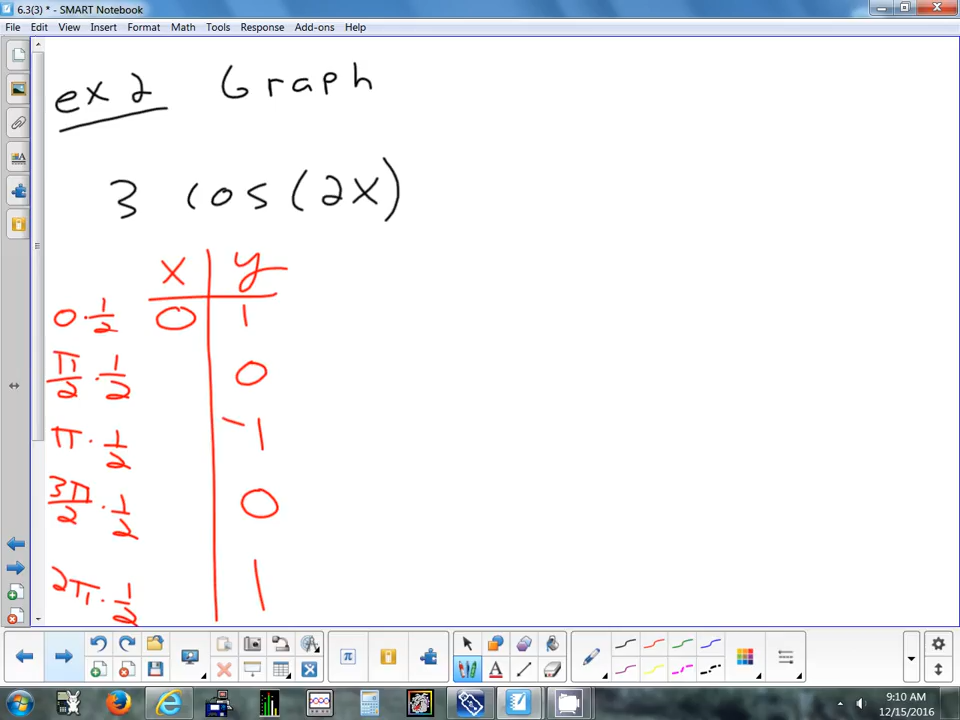 6.3(3) * - SMART Notebook
File Edit View Insert Format Math Tools Response Add-ons Help
ex 2 Graph
3 cos(2x)
x y
0 · 1/2 0 1
π/2 · 1/2 0
π · 1/2 -1
3π/2 · 1/2 0
2π · 1/2 1
π A
9:10 AM
12/15/2016